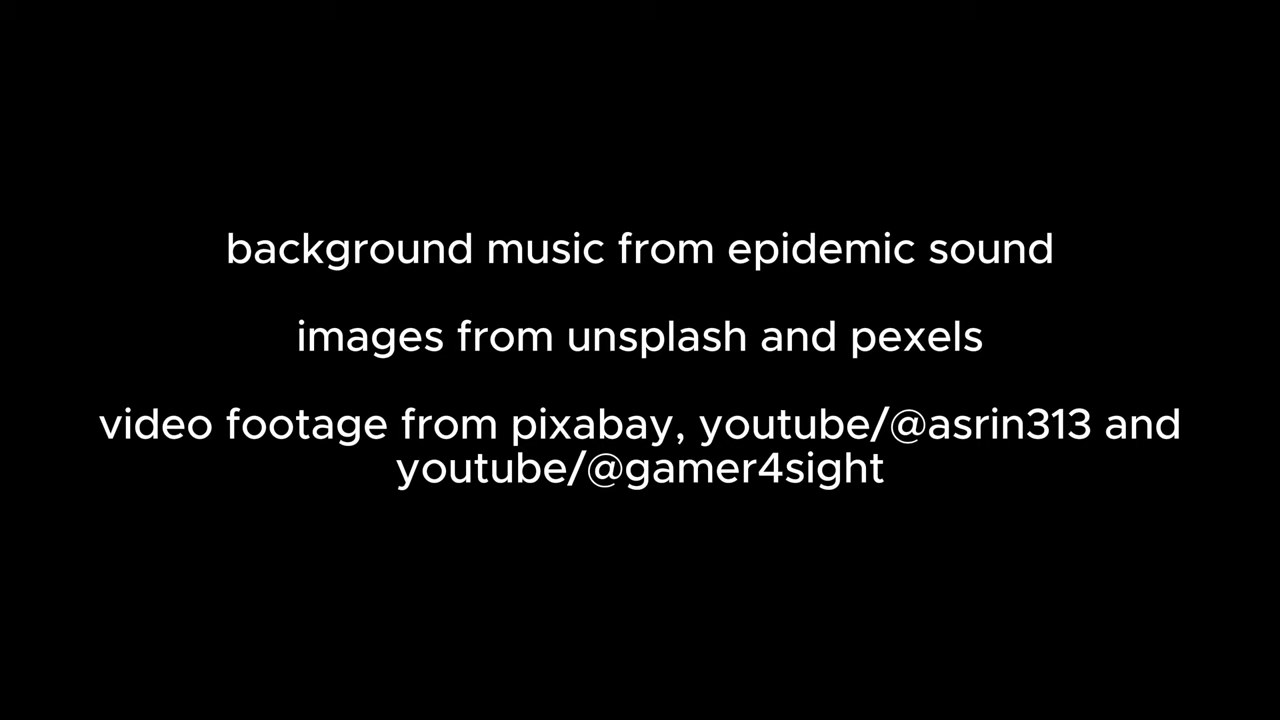 background music from epidemic sound
images from unsplash and pexels
video footage from pixabay, youtube/@asrin313 and
youtube/@gamer4sight